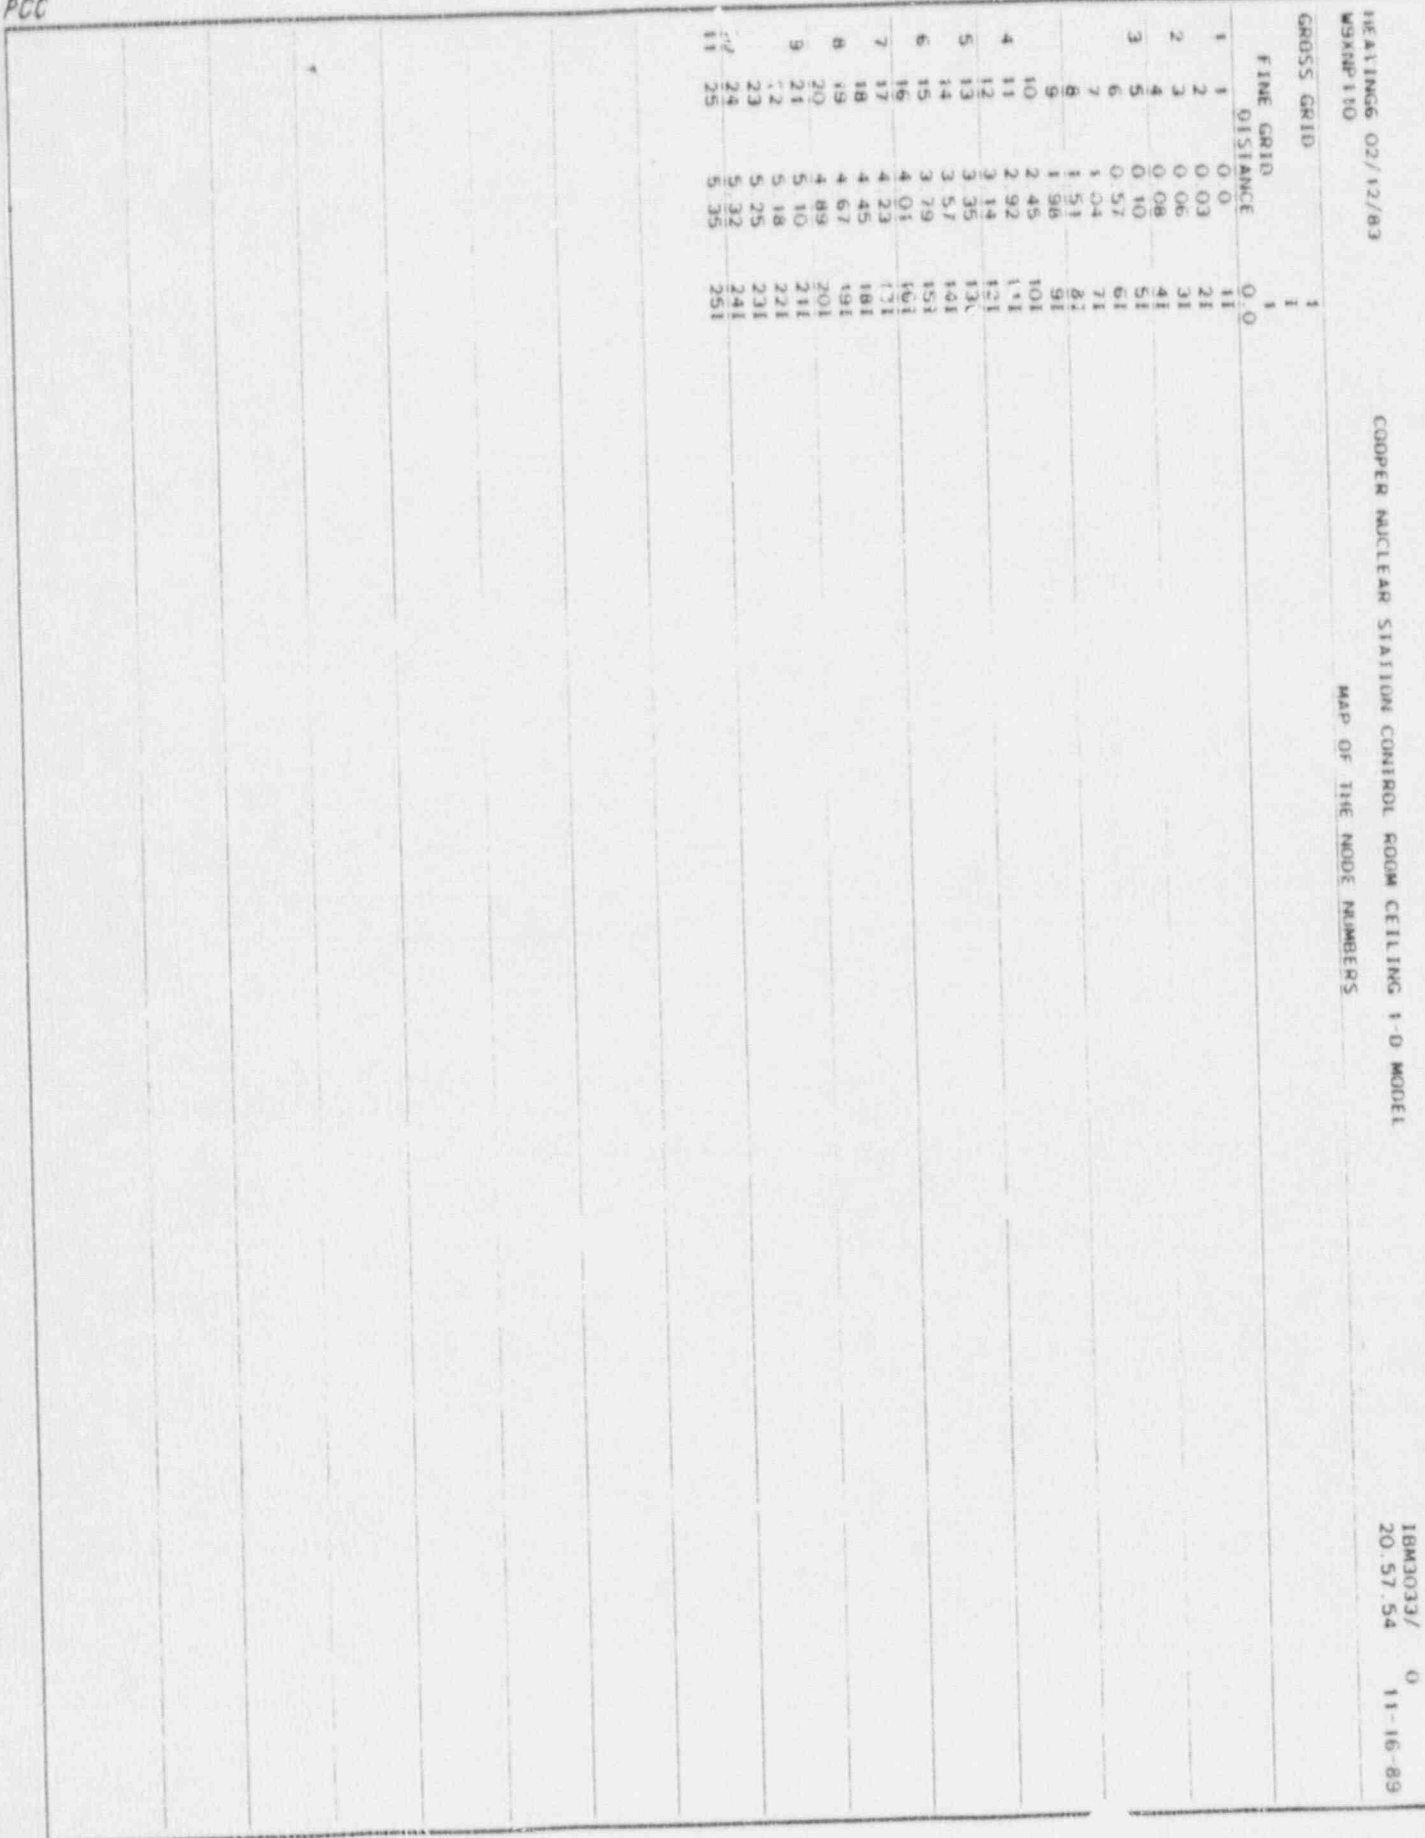 PCC
IBM3033/ 0
COOPER NUCLEAR STATION CONTROL ROOM CEILING 1-D MODEL 20.57.54 11-16-89
HEATING6 02/12/83
W9XNP110 MAP OF THE NODE NUMBERS
GROSS GRID 1
1
FINE GRID 1
DISTANCE 0.0
1 1 0.0 1I
2 0.03 2I
2 3 0.06 3I
4 0.08 4I
3 5 0.10 5I
6 0.57 6I
7 1.04 7I
8 1.51 8I
9 1.98 9I
10 2.45 10I
4 11 2.92 11I
12 3.14 12I
5 13 3.35 13I
14 3.57 14I
6 15 3.79 15I
16 4.01 16I
7 17 4.23 17I
18 4.45 18I
8 19 4.67 19I
20 4.89 20I
9 21 5.10 21I
22 5.18 22I
23 5.25 23I
24 5.32 24I
11 25 5.35 25I